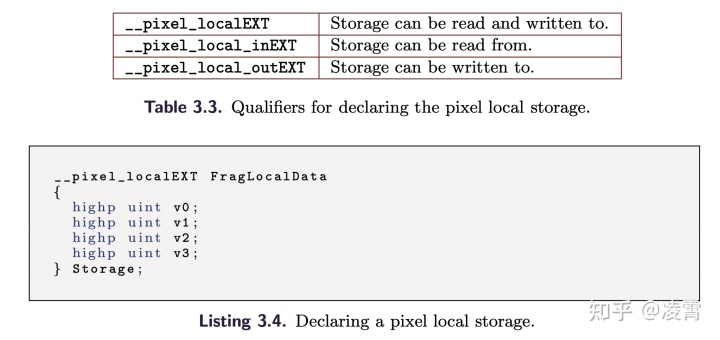 __pixel_localEXT Storage can be read and written to.
__pixel_local_inEXT Storage can be read from.
__pixel_local_outEXT Storage can be written to.
Table 3.3. Qualifiers for declaring the pixel local storage.
__pixel_localEXT FragLocalData
{
highp uint v0;
highp uint v1;
highp uint v2;
highp uint v3;
} Storage;
知乎 @凌霄
Listing 3.4. Declaring a pixel local storage.